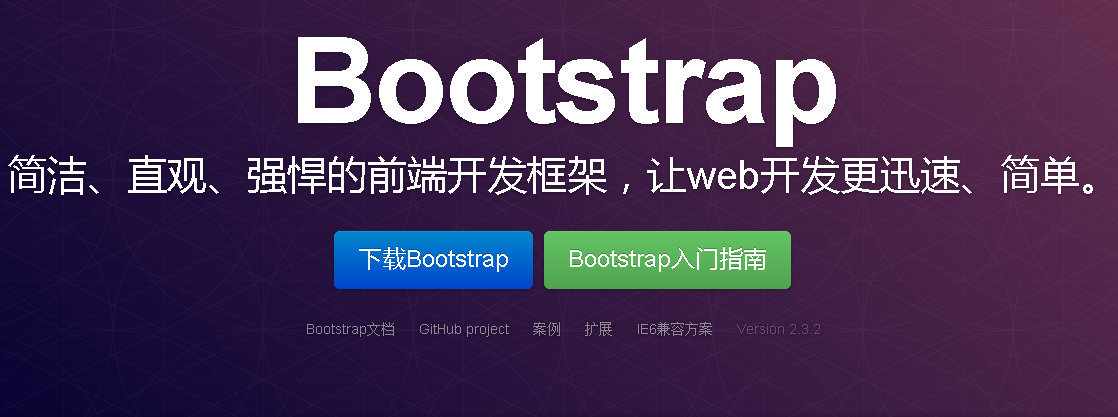 Bootstrap
简洁、直观、强悍的前端开发框架，让web开发更迅速、简单。
下载Bootstrap Bootstrap入门指南
Bootstrap文档 GitHub project 案例 扩展 IE6兼容方案 Version 2.3.2